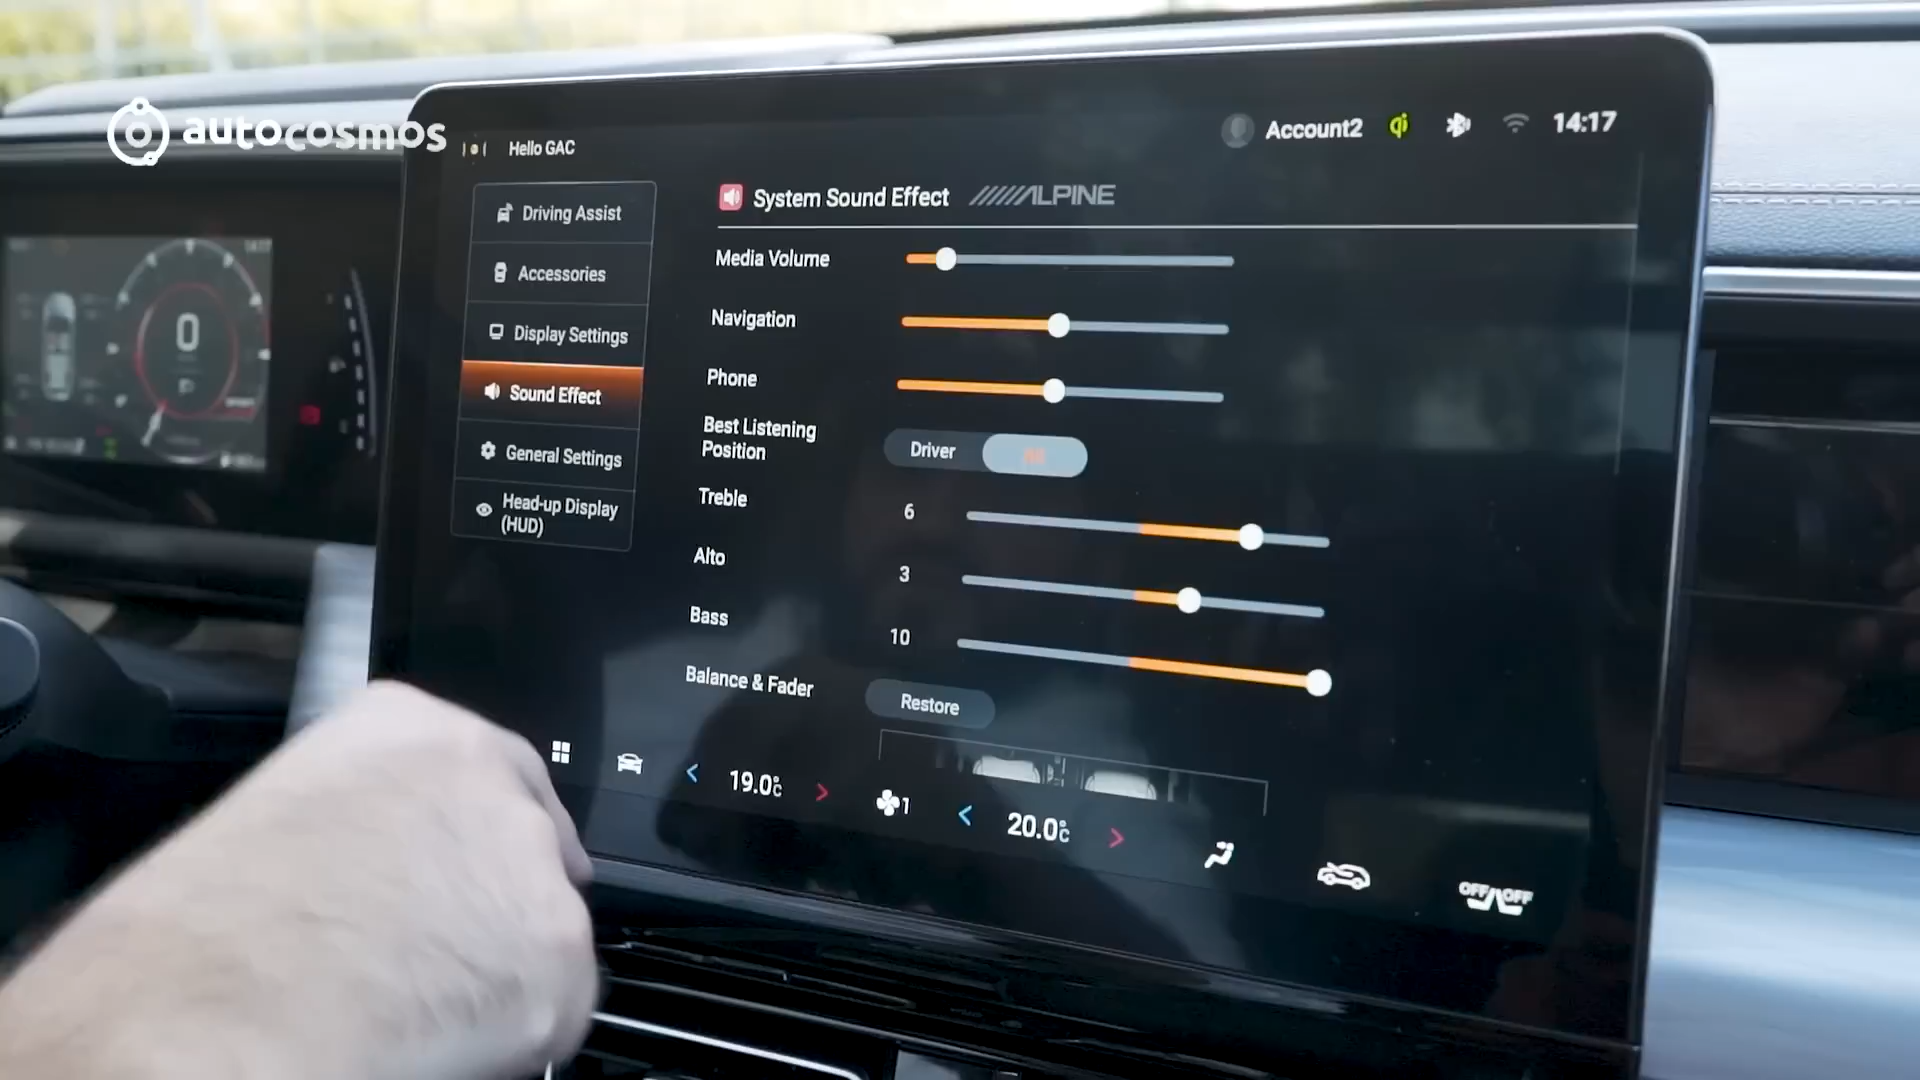 autocosmos
Hello GAC
Account2
14:17
Driving Assist
Accessories
Display Settings
Sound Effect
General Settings
Head-up Display
(HUD)
System Sound Effect
ALPINE
Media Volume
Navigation
Phone
Best Listening
Position
Driver
Treble
6
Alto
3
Bass
10
Balance & Fader
Restore
19.0°C
1
20.0°C
OFF OFF
0